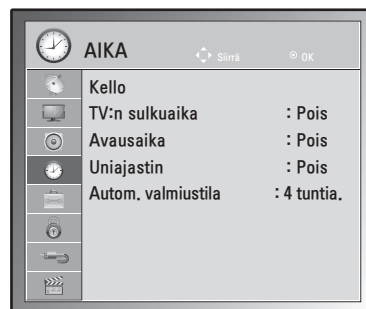 AIKA
Siirrä
OK
Kello
TV:n sulkuaika : Pois
Avausaika : Pois
Uniajastin : Pois
Autom. valmiustila : 4 tuntia.